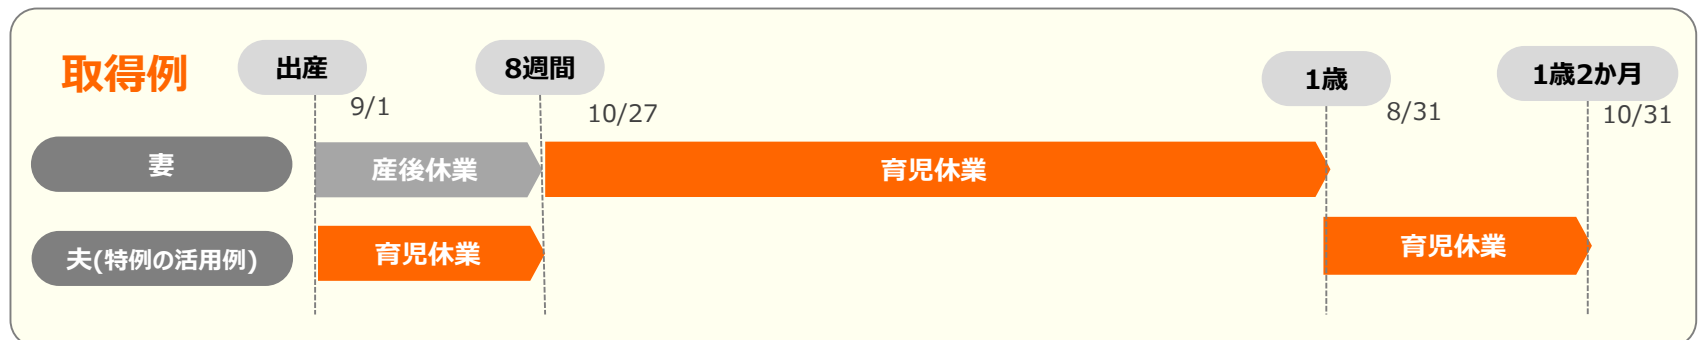 取得例
出産
8週間
1歳
1歳2か月
9/1
10/27
8/31
10/31
妻
産後休業
育児休業
夫(特例の活用例)
育児休業
育児休業